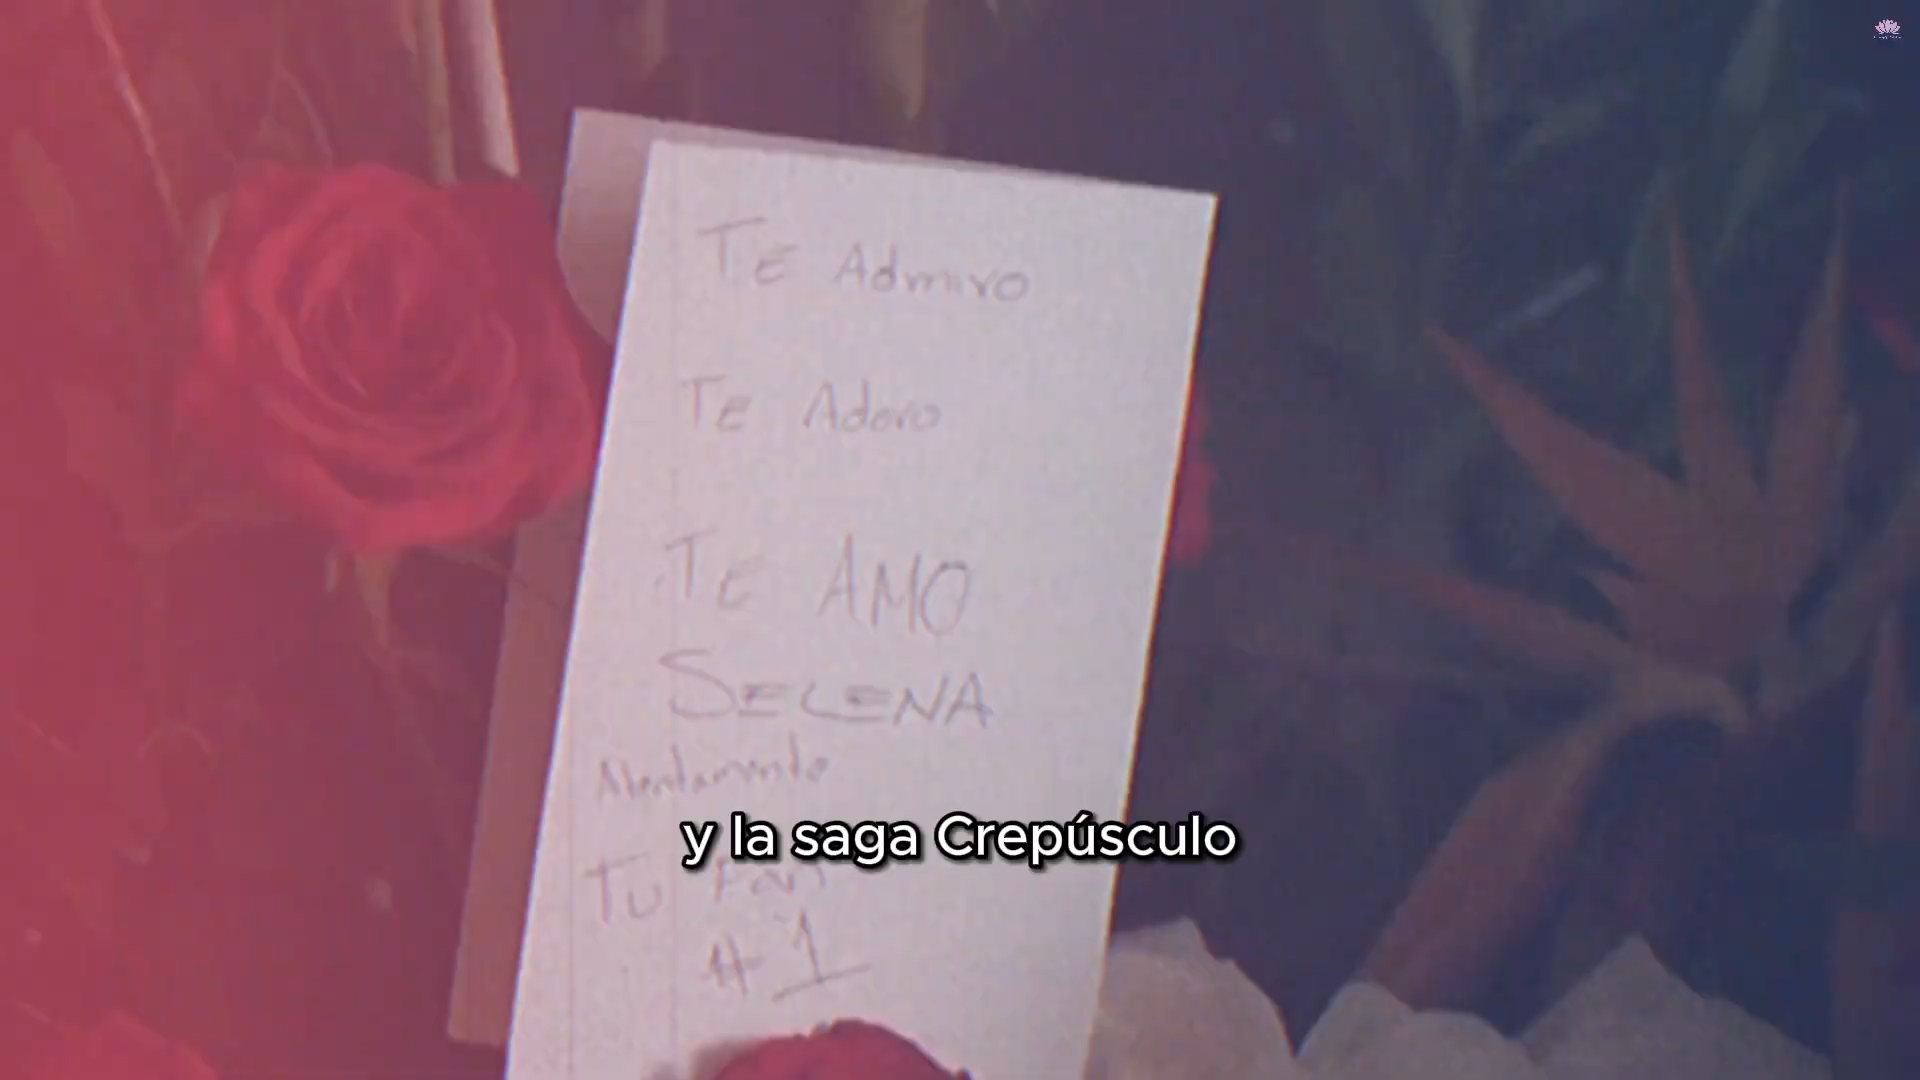 Te Admiro
Te Adoro
TE AMO
SELENA
Atentamente
y la saga Crepúsculo
Tu Fan
#1